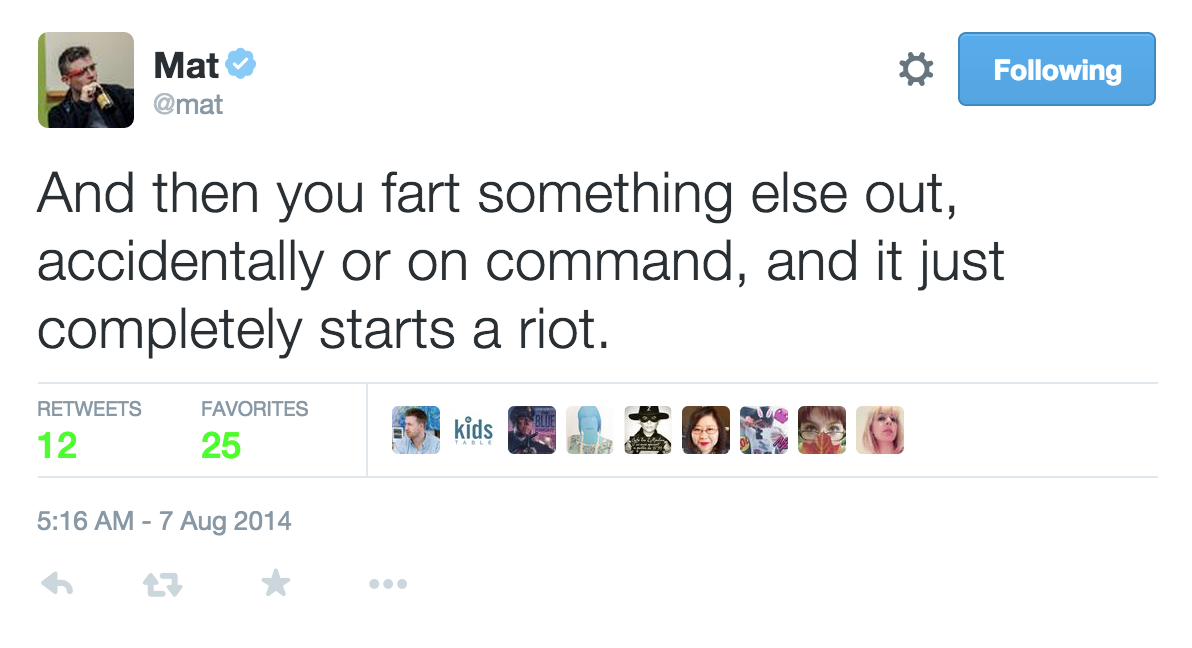 Mat
@mat
Following
And then you fart something else out,
accidentally or on command, and it just
completely starts a riot.
RETWEETS
12
FAVORITES
25
kids
TABLE
BLUE
5:16 AM - 7 Aug 2014